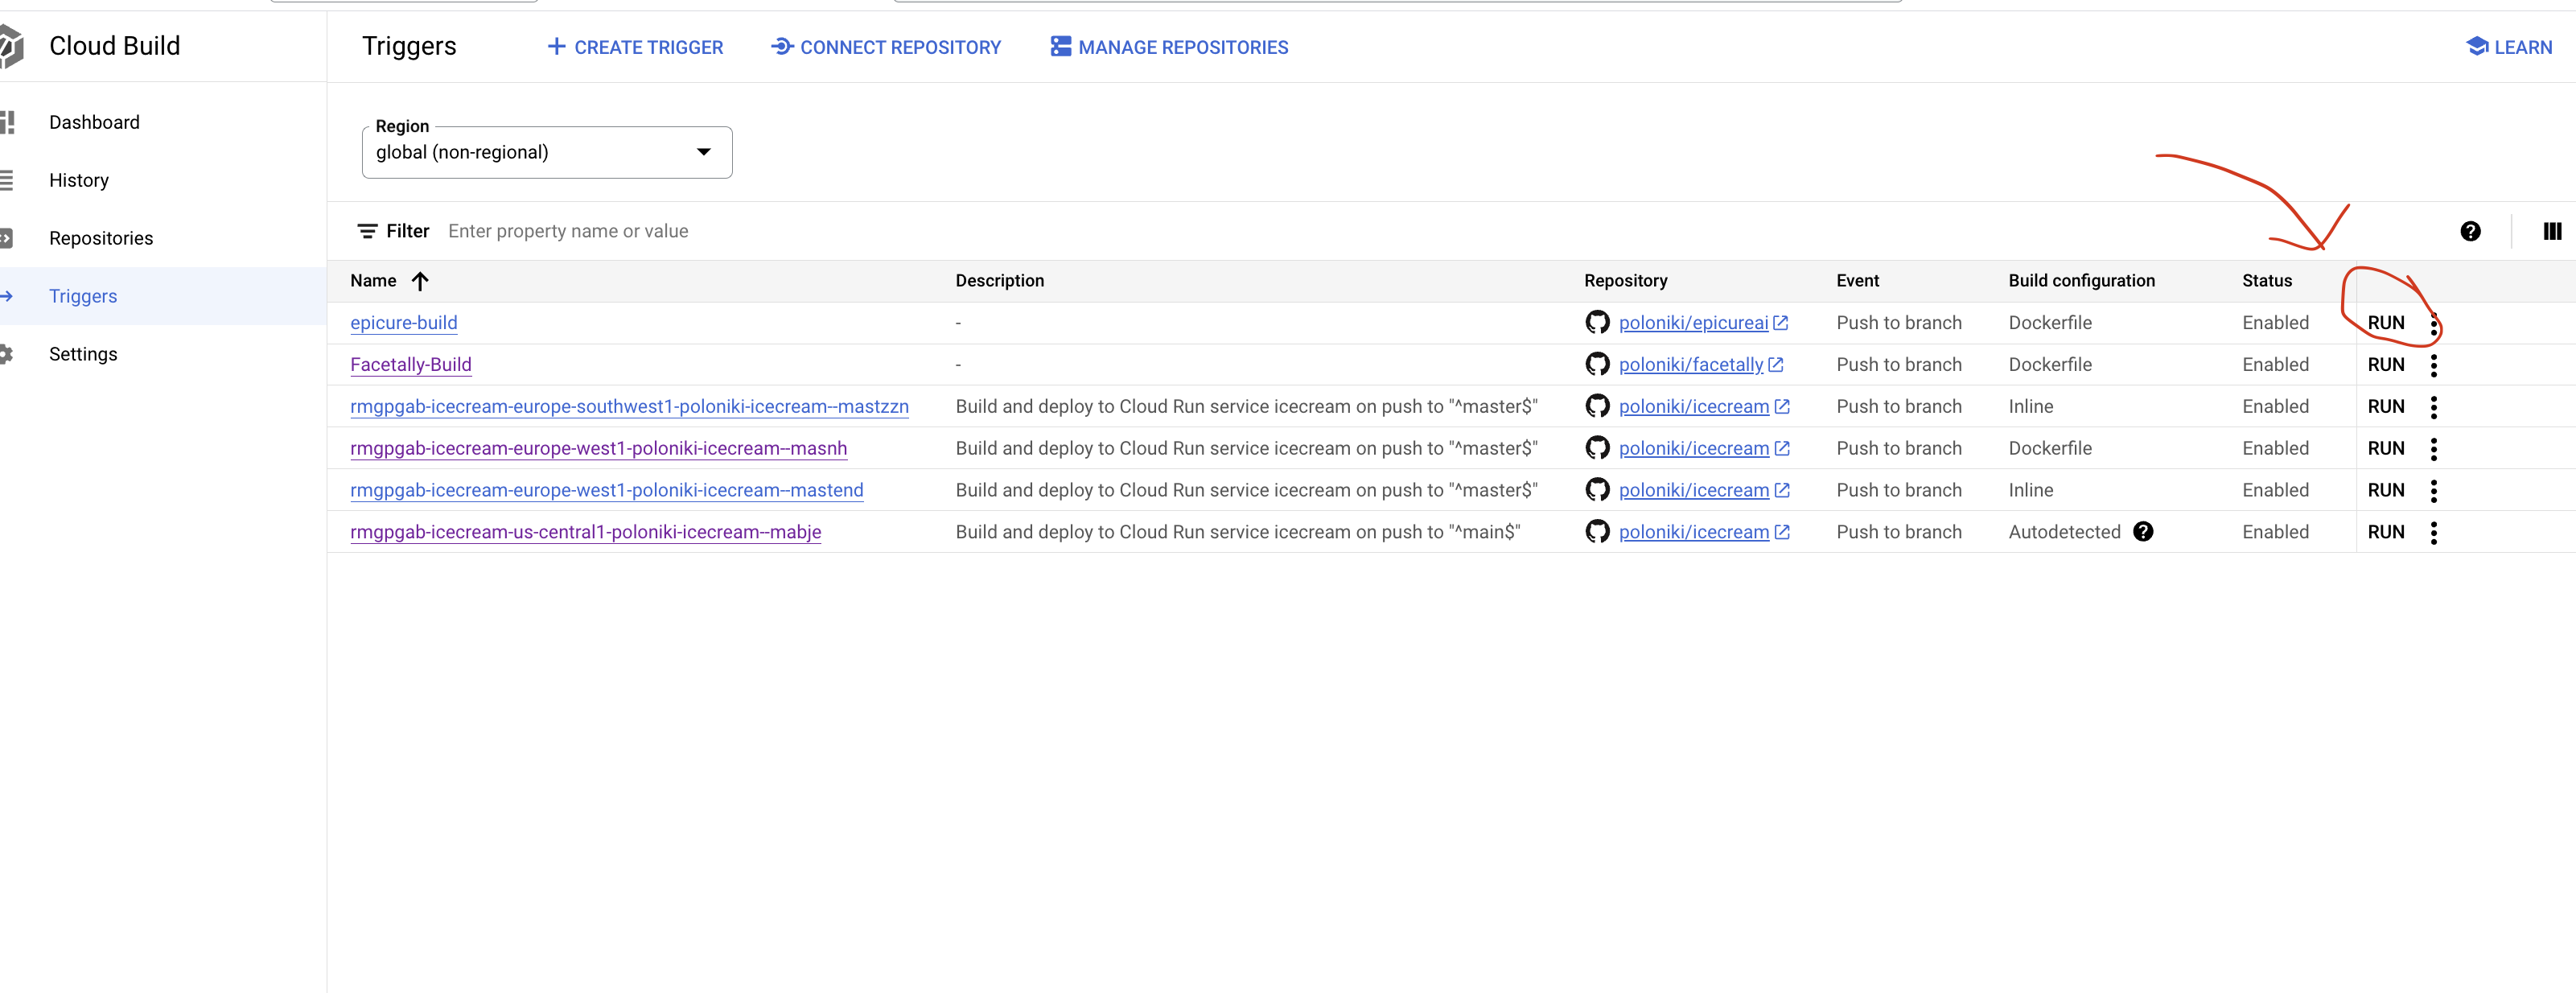 Cloud Build
Triggers
CREATE TRIGGER
CONNECT REPOSITORY
MANAGE REPOSITORIES
LEARN
Dashboard
History
Repositories
Triggers
Settings
Region
global (non-regional)
Filter Enter property name or value
Name Description Repository Event Build configuration Status
epicure-build - poloniki/epicureai Push to branch Dockerfile Enabled RUN
Facetally-Build - poloniki/facetally Push to branch Dockerfile Enabled RUN
rmgpgab-icecream-europe-southwest1-poloniki-icecream--mastzzn Build and deploy to Cloud Run service icecream on push to "^master$" poloniki/icecream Push to branch Inline Enabled RUN
rmgpgab-icecream-europe-west1-poloniki-icecream--masnh Build and deploy to Cloud Run service icecream on push to "^master$" poloniki/icecream Push to branch Dockerfile Enabled RUN
rmgpgab-icecream-europe-west1-poloniki-icecream--mastend Build and deploy to Cloud Run service icecream on push to "^master$" poloniki/icecream Push to branch Inline Enabled RUN
rmgpgab-icecream-us-central1-poloniki-icecream--mabje Build and deploy to Cloud Run service icecream on push to "^main$" poloniki/icecream Push to branch Autodetected Enabled RUN